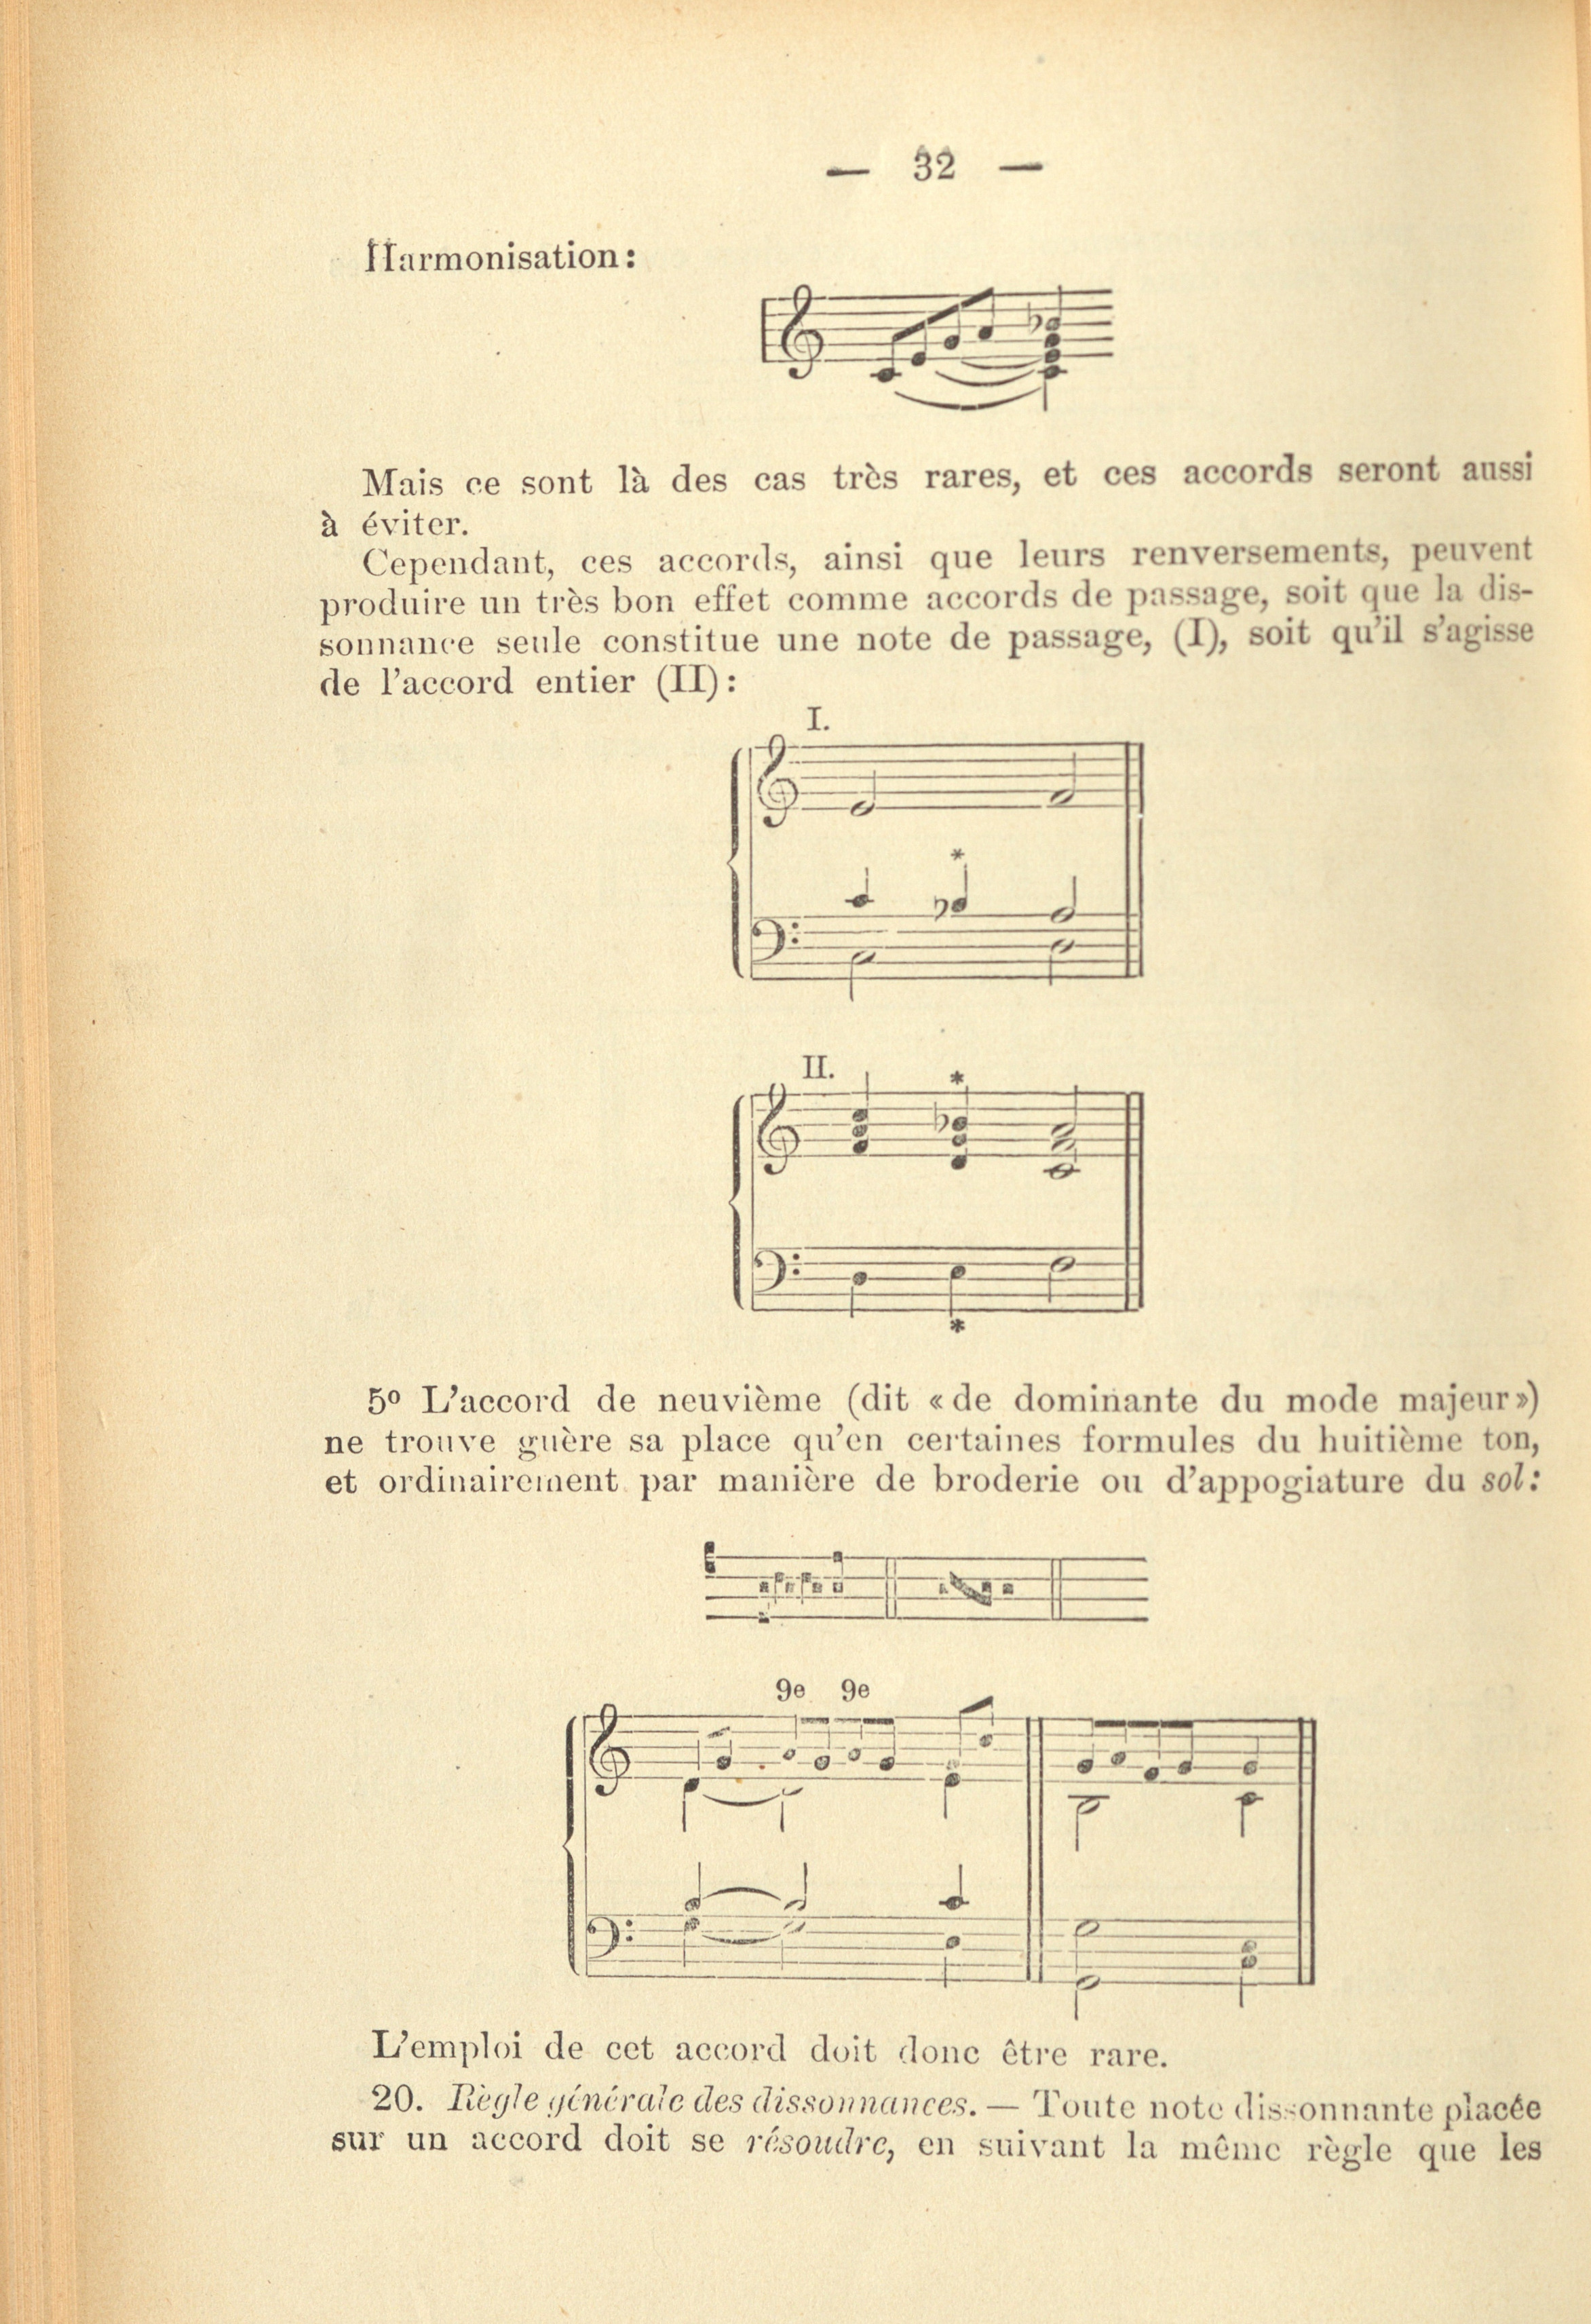 — 32 —
Harmonisation:
Mais ce sont là des cas très rares, et ces accords seront aussi
à éviter.
Cependant, ces accords, ainsi que leurs renversements, peuvent
produire un très bon effet comme accords de passage, soit que la dis-
sonnance seule constitue une note de passage, (I), soit qu'il s'agisse
de l'accord entier (II):
I.
*
II.
*
*
5º L'accord de neuvième (dit « de dominante du mode majeur »)
ne trouve guère sa place qu'en certaines formules du huitième ton,
et ordinairement par manière de broderie ou d'appogiature du sol:
9e 9e
L'emploi de cet accord doit donc être rare.
20. Règle générale des dissonnances. — Toute note dissonnante placée
sur un accord doit se résoudre, en suivant la même règle que les